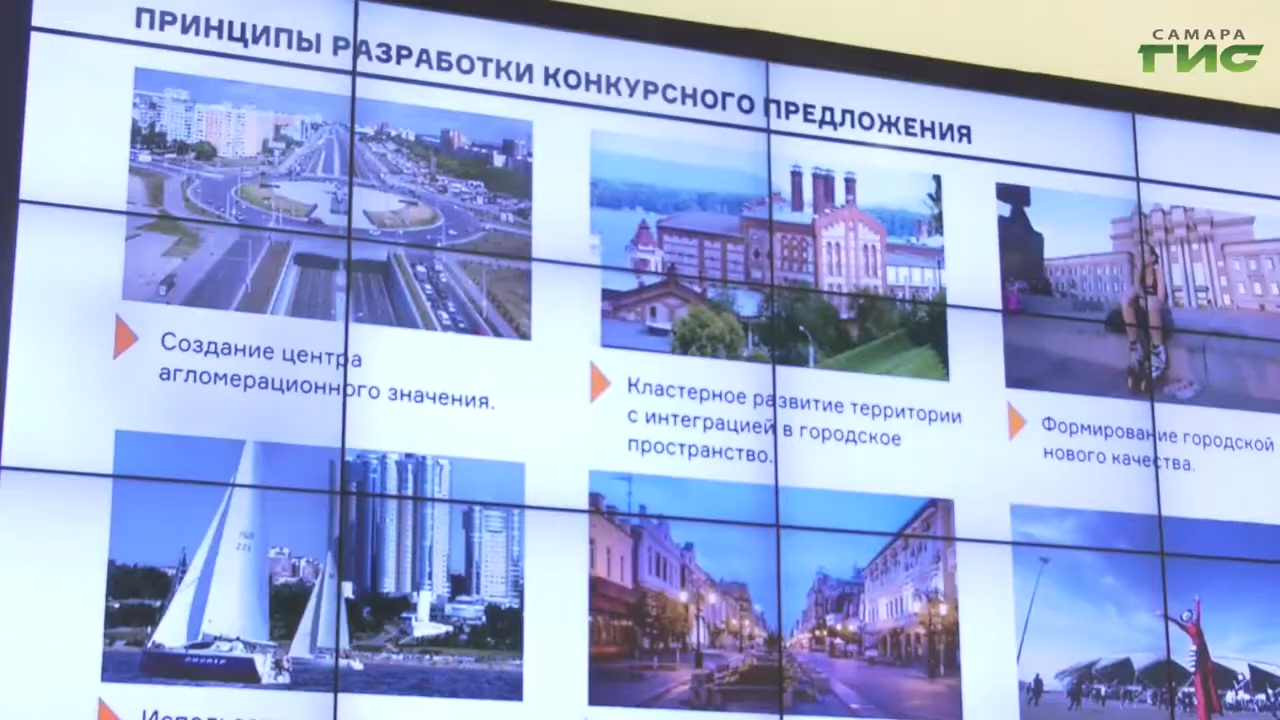 САМАРА
ГИС
ПРИНЦИПЫ РАЗРАБОТКИ КОНКУРСНОГО ПРЕДЛОЖЕНИЯ
Создание центра
агломерационного значения.
Кластерное развитие территории
с интеграцией в городское
пространство.
Формирование городской
нового качества.